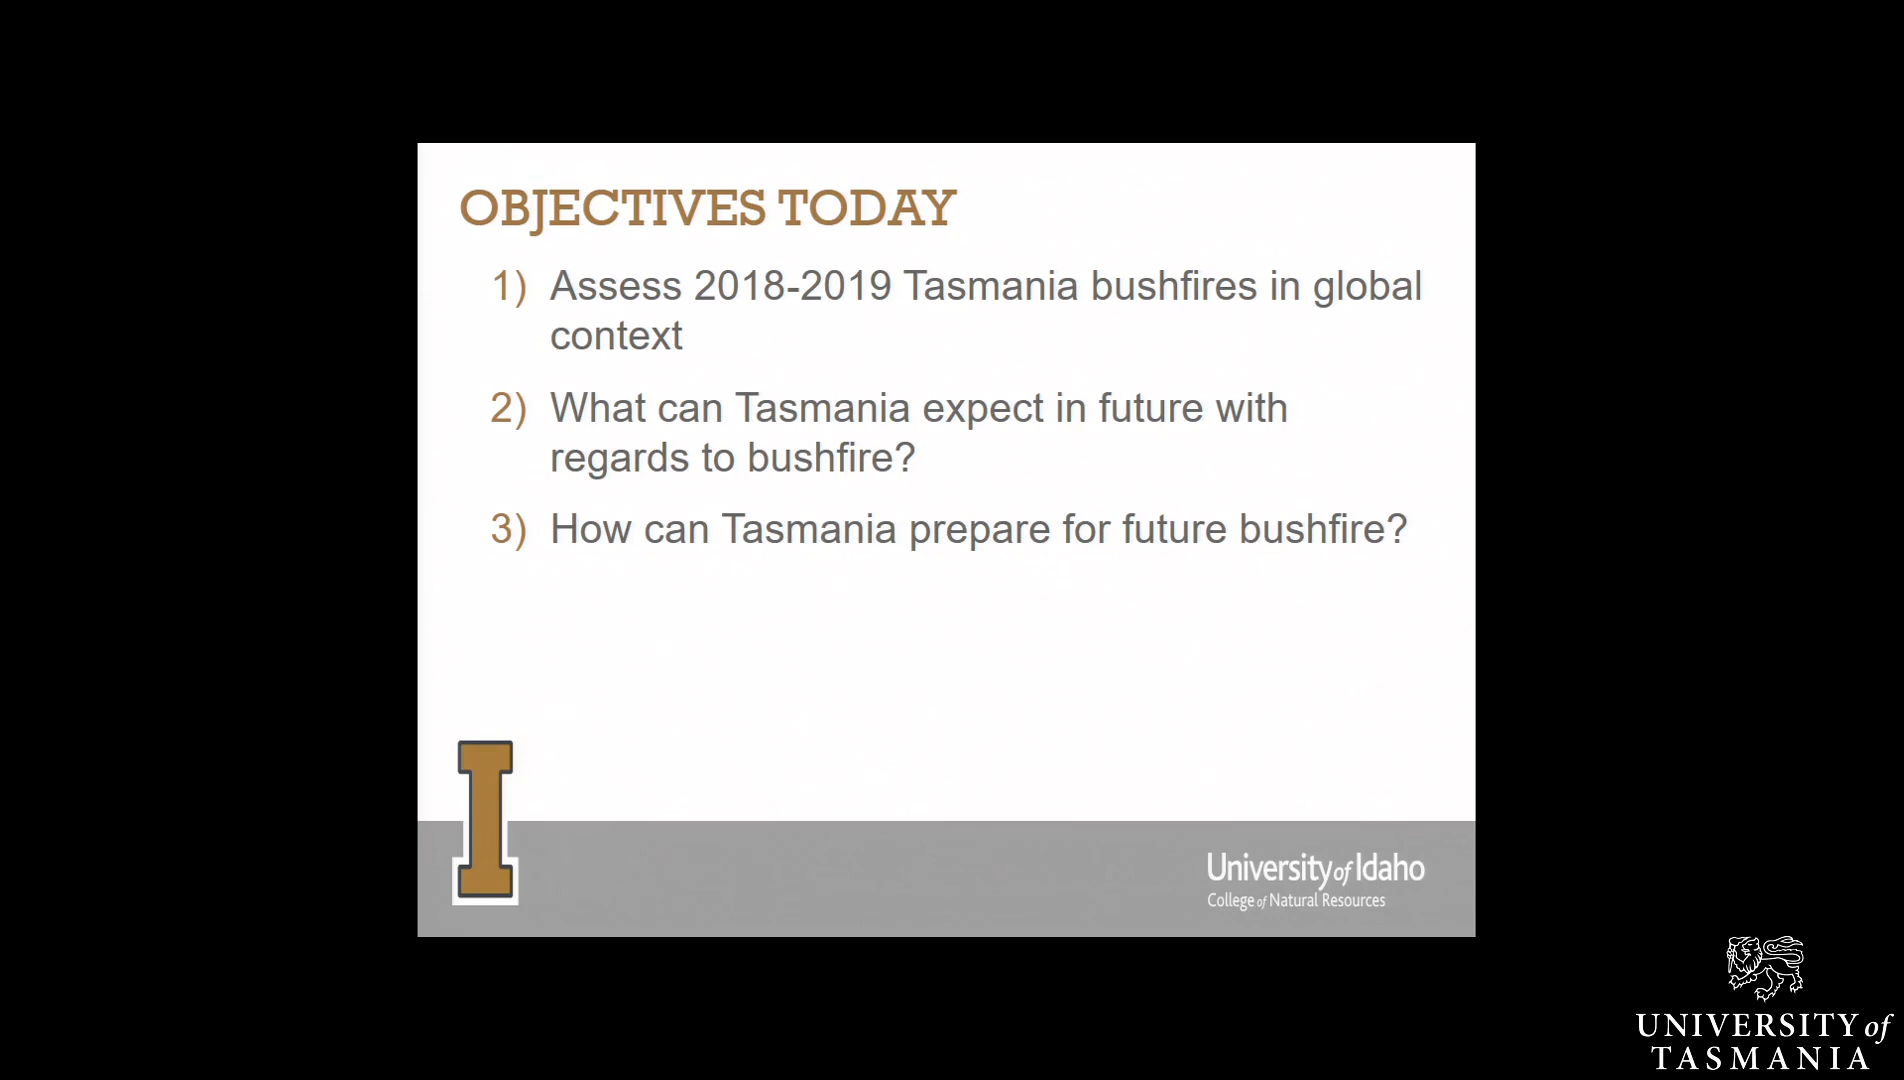 OBJECTIVES TODAY
1) Assess 2018-2019 Tasmania bushfires in global
context
2) What can Tasmania expect in future with
regards to bushfire?
3) How can Tasmania prepare for future bushfire?
I
University of Idaho
College of Natural Resources
UNIVERSITY of
TASMANIA